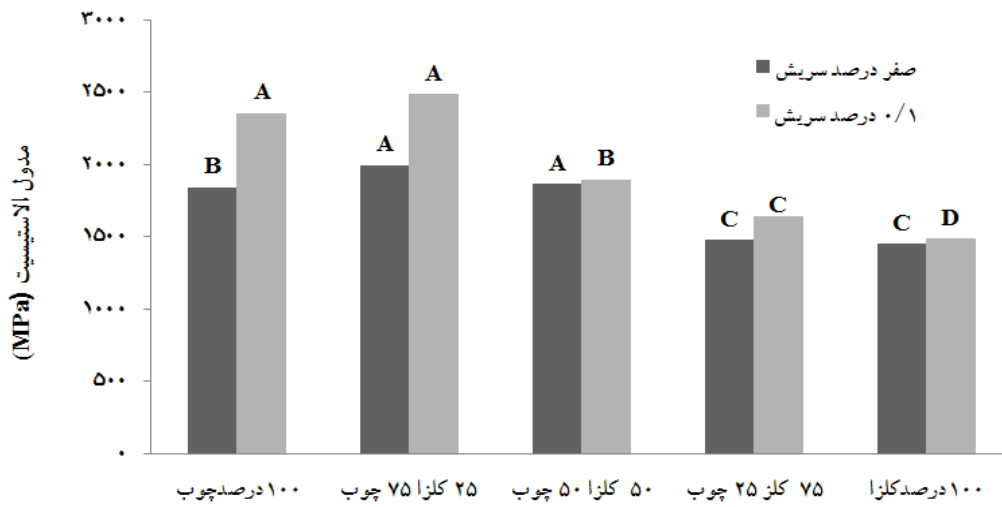 ۳۰۰۰
۲۵۰۰
۲۰۰۰
۱۵۰۰
۱۰۰۰
۵۰۰
۰
مدول الاستیسیت (MPa)
صفر درصد سریش
۰/۱ درصد سریش
B A
A A
A B
C C
C D
۱۰۰ درصدچوب
۲۵ کلزا ۷۵ چوب
۵۰ کلزا ۵۰ چوب
۷۵ کلز ۲۵ چوب
۱۰۰ درصدکلزا